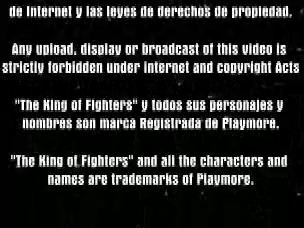 de Internet y las leyes de derechos de propiedad.
Any upload, display or broadcast of this video is
strictly forbidden under Internet and copyright Acts
"The King of Fighters" y todos sus personajes y
nombres son marca Registrada de Playmore.
"The King of Fighters" and all the characters and
names are trademarks of Playmore.